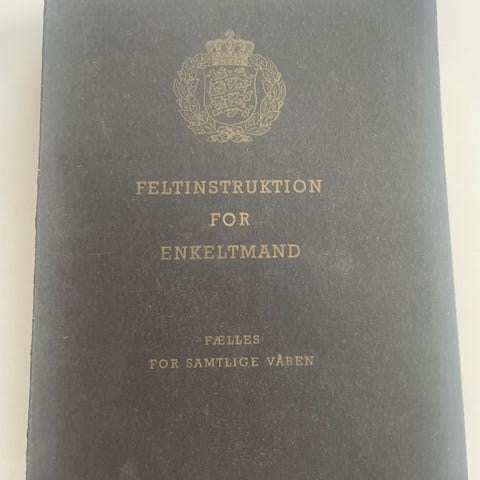 FELTINSTRUKTION
FOR
ENKELTMAND
FÆLLES
FOR SAMTLIGE VÅBEN